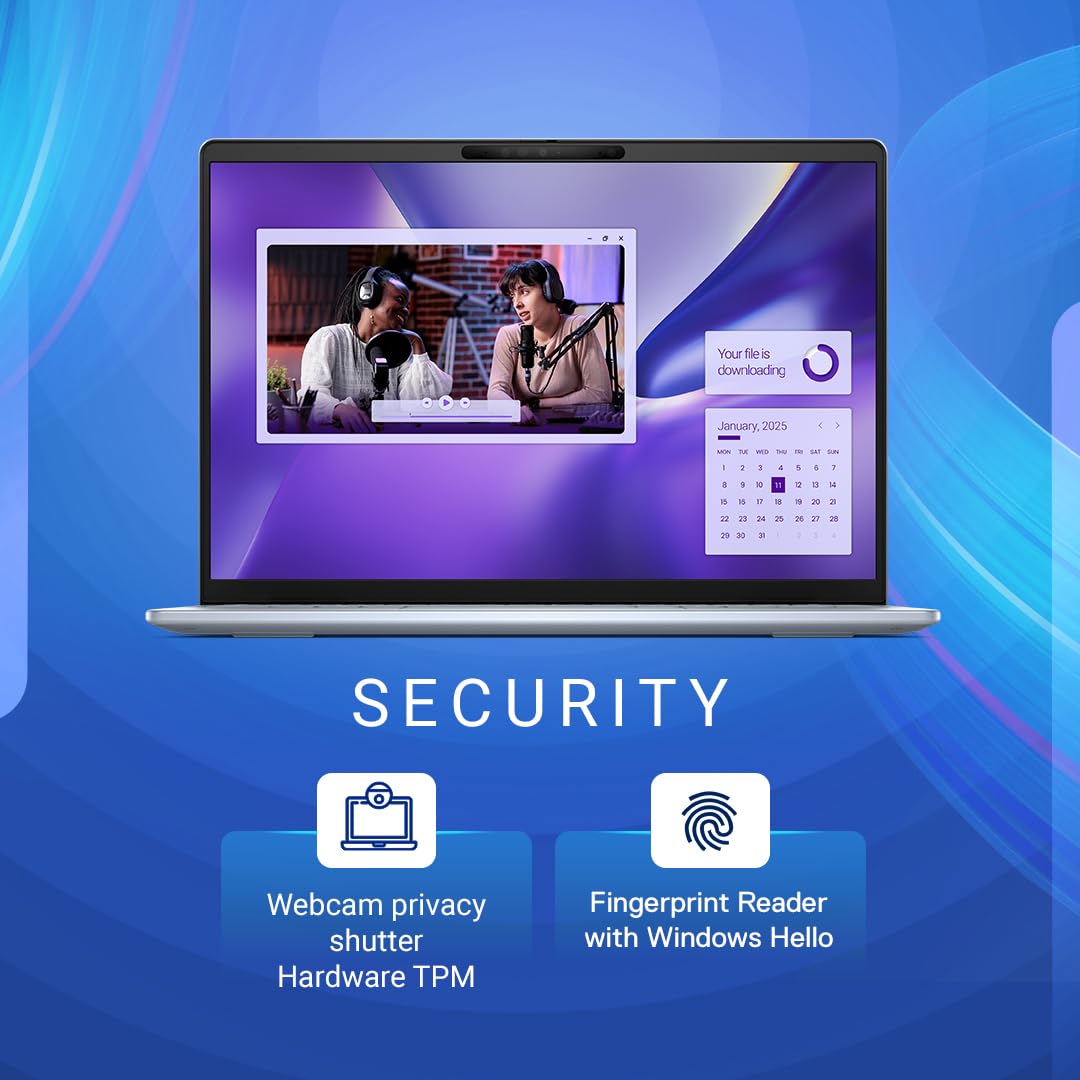 Your file is
downloading
January, 2025
MON TUE WED THU FRI SAT SUN
1 2 3 4 5 6 7
8 9 10 11 12 13 14
15 16 17 18 19 20 21
22 23 24 25 26 27 28
29 30 31 1 2 3 4
SECURITY
Webcam privacy
shutter
Hardware TPM
Fingerprint Reader
with Windows Hello